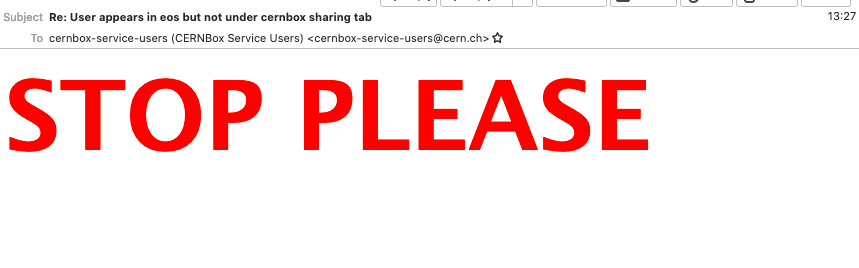 Subject Re: User appears in eos but not under cernbox sharing tab 13:27
To cernbox-service-users (CERNBox Service Users) <cernbox-service-users@cern.ch>
STOP PLEASE